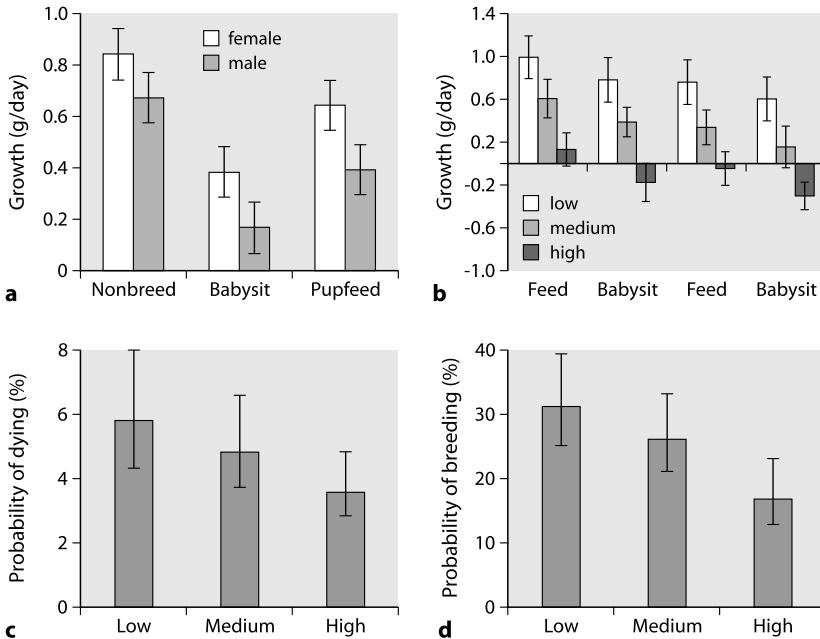 Growth (g/day)
1.0
0.8
0.6
0.4
0.2
0
female
male
Nonbreed Babysit Pupfeed
a
Growth (g/day)
1.4
1.0
0.6
0.2
-0.2
-0.6
-1.0
low
medium
high
Feed Babysit Feed Babysit
b
Probability of dying (%)
8
6
4
2
0
Low Medium High
c
Probability of breeding (%)
40
30
20
10
0
Low Medium High
d